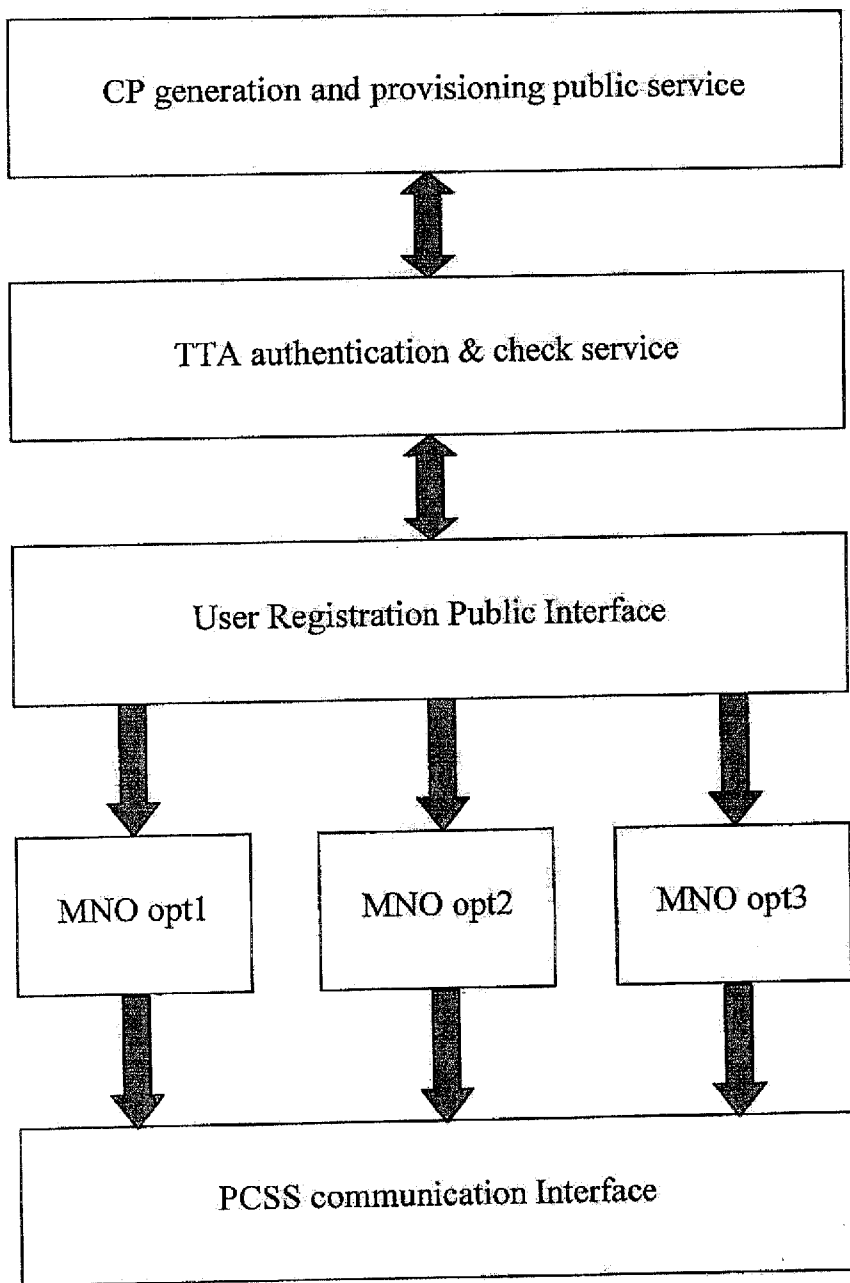 CP generation and provisioning public service
TTA authentication & check service
User Registration Public Interface
MNO opt1
MNO opt2
MNO opt3
PCSS communication Interface